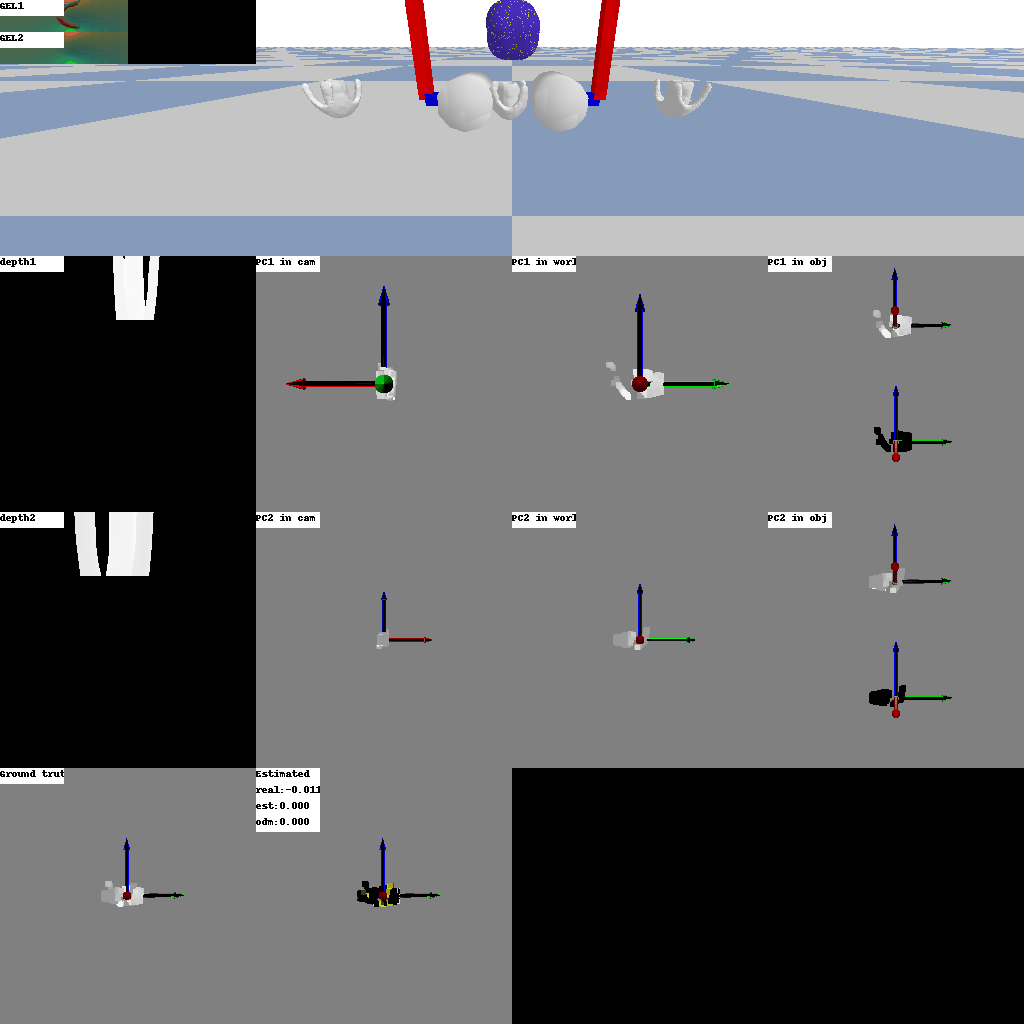 GEL1
GEL2
depth1
PC1 in cam
PC1 in worl
PC1 in obj
depth2
PC2 in cam
PC2 in worl
PC2 in obj
Ground trut
Estimated
real:-0.011
est:0.000
odm:0.000